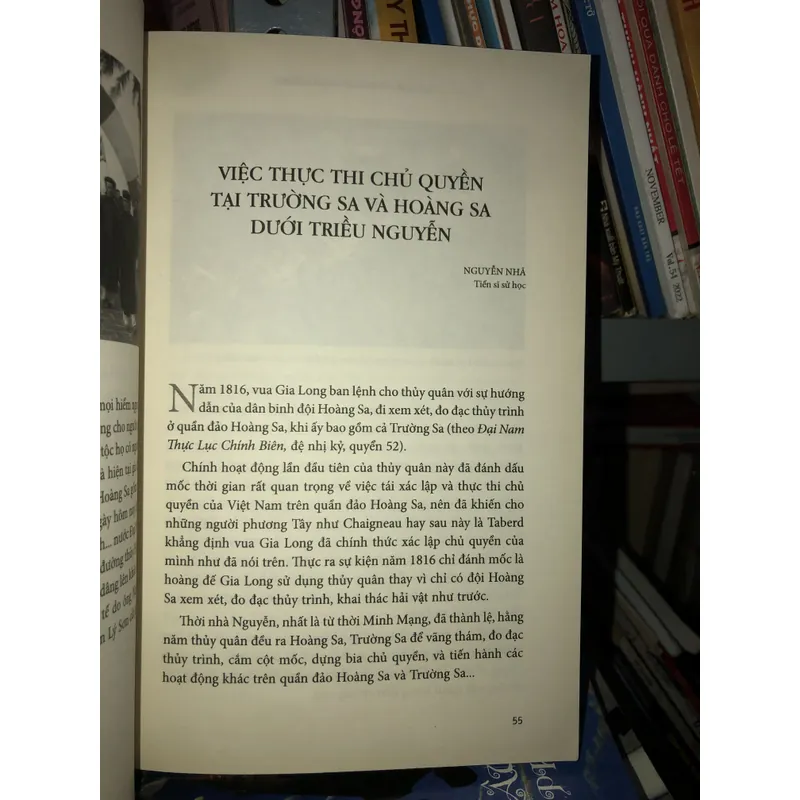 VIỆC THỰC THI CHỦ QUYỀN
TẠI TRƯỜNG SA VÀ HOÀNG SA
DƯỚI TRIỀU NGUYỄN
NGUYỄN NHÃ
Tiến sĩ sử học
Năm 1816, vua Gia Long ban lệnh cho thủy quân với sự hướng
dẫn của dân binh đội Hoàng Sa, đi xem xét, đo đạc thủy trình
ở quần đảo Hoàng Sa, khi ấy bao gồm cả Trường Sa (theo Đại Nam
Thực Lục Chính Biên, đệ nhị kỷ, quyển 52).
Chính hoạt động lần đầu tiên của thủy quân này đã đánh dấu
mốc thời gian rất quan trọng về việc tái xác lập và thực thi chủ
quyền của Việt Nam trên quần đảo Hoàng Sa, nên đã khiến cho
những người phương Tây như Chaigneau hay sau này là Taberd
khẳng định vua Gia Long đã chính thức xác lập chủ quyền của
mình như đã nói trên. Thực ra sự kiện năm 1816 chỉ đánh mốc là
hoàng đế Gia Long sử dụng thủy quân thay vì chỉ có đội Hoàng
Sa xem xét, đo đạc thủy trình, khai thác hải vật như trước.
Thời nhà Nguyễn, nhất là từ thời Minh Mạng, đã thành lệ, hằng
năm thủy quân đều ra Hoàng Sa, Trường Sa để vãng thám, đo đạc
thủy trình, cắm cột mốc, dựng bia chủ quyền, và tiến hành các
hoạt động khác trên quần đảo Hoàng Sa và Trường Sa...
55
NOVEMBER
Vol. 54 2022
QUÀ DÀNH CHO LỄ TẾT